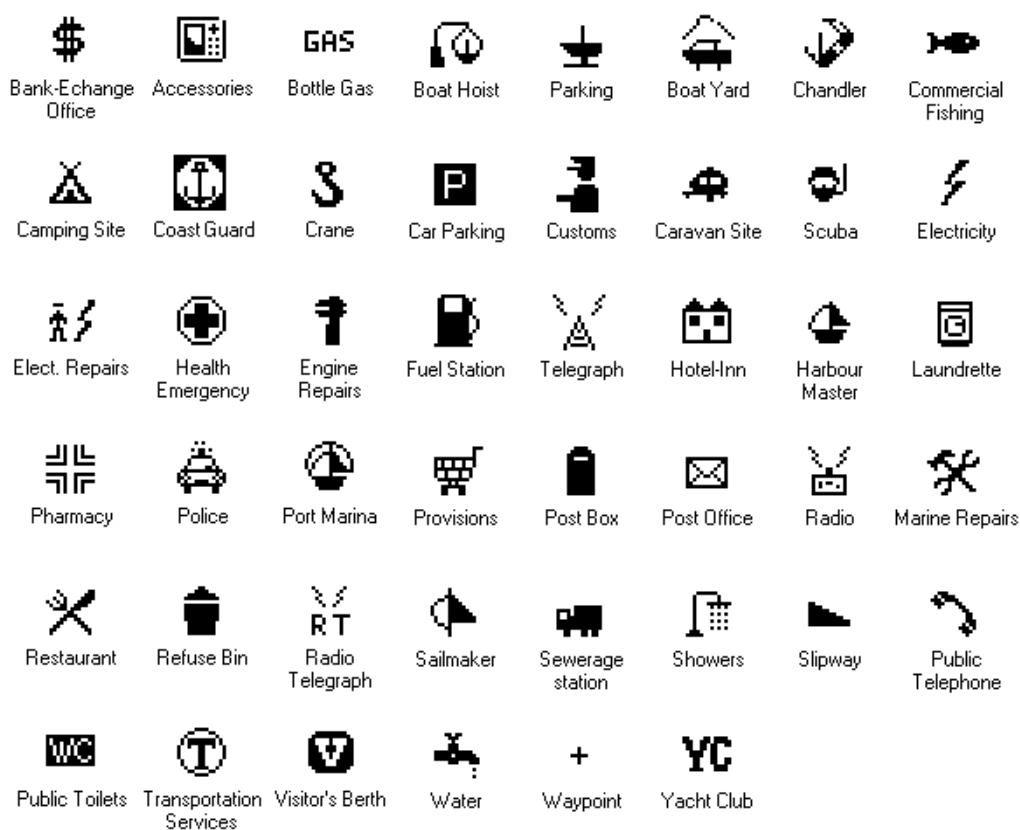 $
GAS
Bank-Echange
Office
Accessories
Bottle Gas
Boat Hoist
Parking
Boat Yard
Chandler
Commercial
Fishing
P
Camping Site
Coast Guard
Crane
Car Parking
Customs
Caravan Site
Scuba
Electricity
Elect. Repairs
Health
Emergency
Engine
Repairs
Fuel Station
Telegraph
Hotel-Inn
Harbour
Master
Laundrette
Pharmacy
Police
Port Marina
Provisions
Post Box
Post Office
Radio
Marine Repairs
R T
Restaurant
Refuse Bin
Radio
Telegraph
Sailmaker
Sewerage
station
Showers
Slipway
Public
Telephone
WC
T
V
YC
Public Toilets
Transportation
Services
Visitor's Berth
Water
Waypoint
Yacht Club